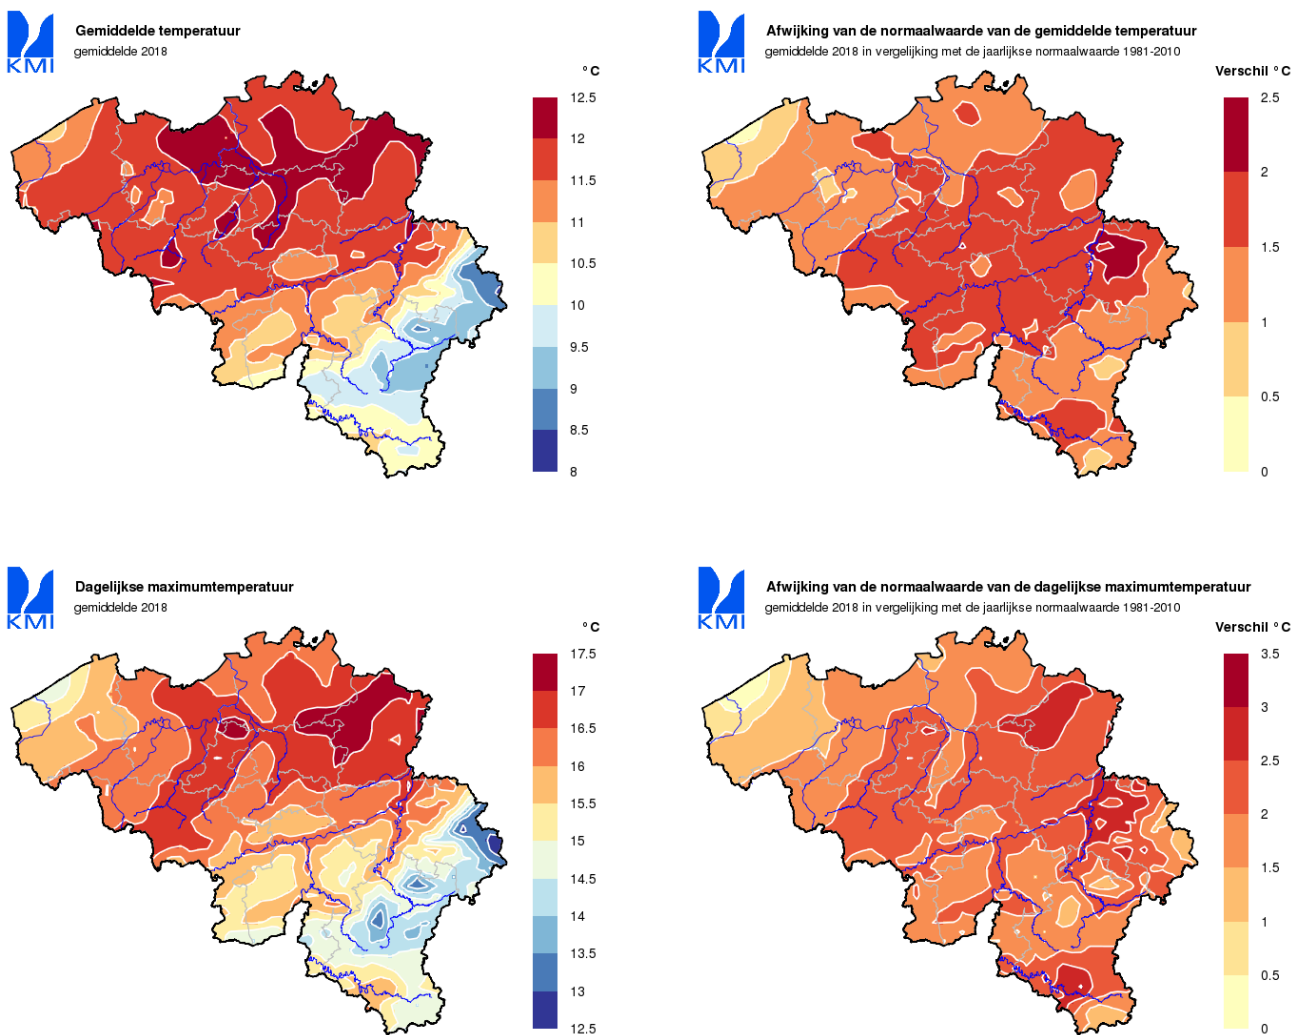 KMI
Gemiddelde temperatuur
gemiddelde 2018
°C
12.5
12
11.5
11
10.5
10
9.5
9
8.5
8
KMI
Afwijking van de normaalwaarde van de gemiddelde temperatuur
gemiddelde 2018 in vergelijking met de jaarlijkse normaalwaarde 1981-2010
Verschil °C
2.5
2
1.5
1
0.5
0
KMI
Dagelijkse maximumtemperatuur
gemiddelde 2018
°C
17.5
17
16.5
16
15.5
15
14.5
14
13.5
13
12.5
KMI
Afwijking van de normaalwaarde van de dagelijkse maximumtemperatuur
gemiddelde 2018 in vergelijking met de jaarlijkse normaalwaarde 1981-2010
Verschil °C
3.5
3
2.5
2
1.5
1
0.5
0